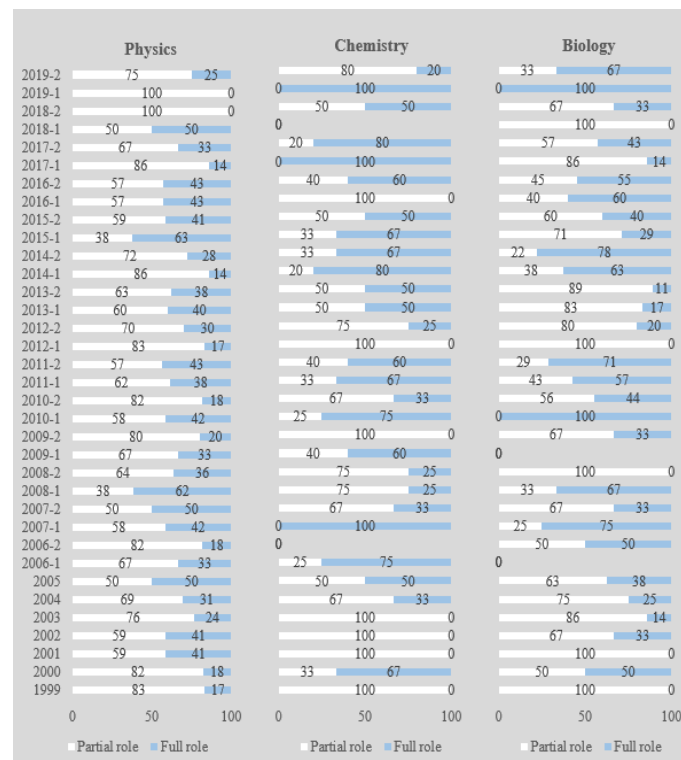 Physics Chemistry Biology
2019-2 75 25 80 20 33 67
2019-1 100 0 0 100 0 100
2018-2 100 0 50 50 67 33
2018-1 50 50 0 100 0
2017-2 67 33 20 80 57 43
2017-1 86 14 0 100 86 14
2016-2 57 43 40 60 45 55
2016-1 57 43 100 0 40 60
2015-2 59 41 50 50 60 40
2015-1 38 63 33 67 71 29
2014-2 72 28 33 67 22 78
2014-1 86 14 20 80 38 63
2013-2 63 38 50 50 89 11
2013-1 60 40 50 50 83 17
2012-2 70 30 75 25 80 20
2012-1 83 17 100 0 100 0
2011-2 57 43 40 60 29 71
2011-1 62 38 33 67 43 57
2010-2 82 18 67 33 56 44
2010-1 58 42 25 75 0 100
2009-2 80 20 100 0 67 33
2009-1 67 33 40 60 0
2008-2 64 36 75 25 100 0
2008-1 38 62 75 25 33 67
2007-2 50 50 67 33 67 33
2007-1 58 42 0 100 25 75
2006-2 82 18 0 50 50
2006-1 67 33 25 75 0
2005 50 50 50 50 63 38
2004 69 31 67 33 75 25
2003 76 24 100 0 86 14
2002 59 41 100 0 67 33
2001 59 41 100 0 100 0
2000 82 18 33 67 50 50
1999 83 17 100 0 100 0
0 50 100 0 50 100 0 50 100
Partial role Full role Partial role Full role Partial role Full role